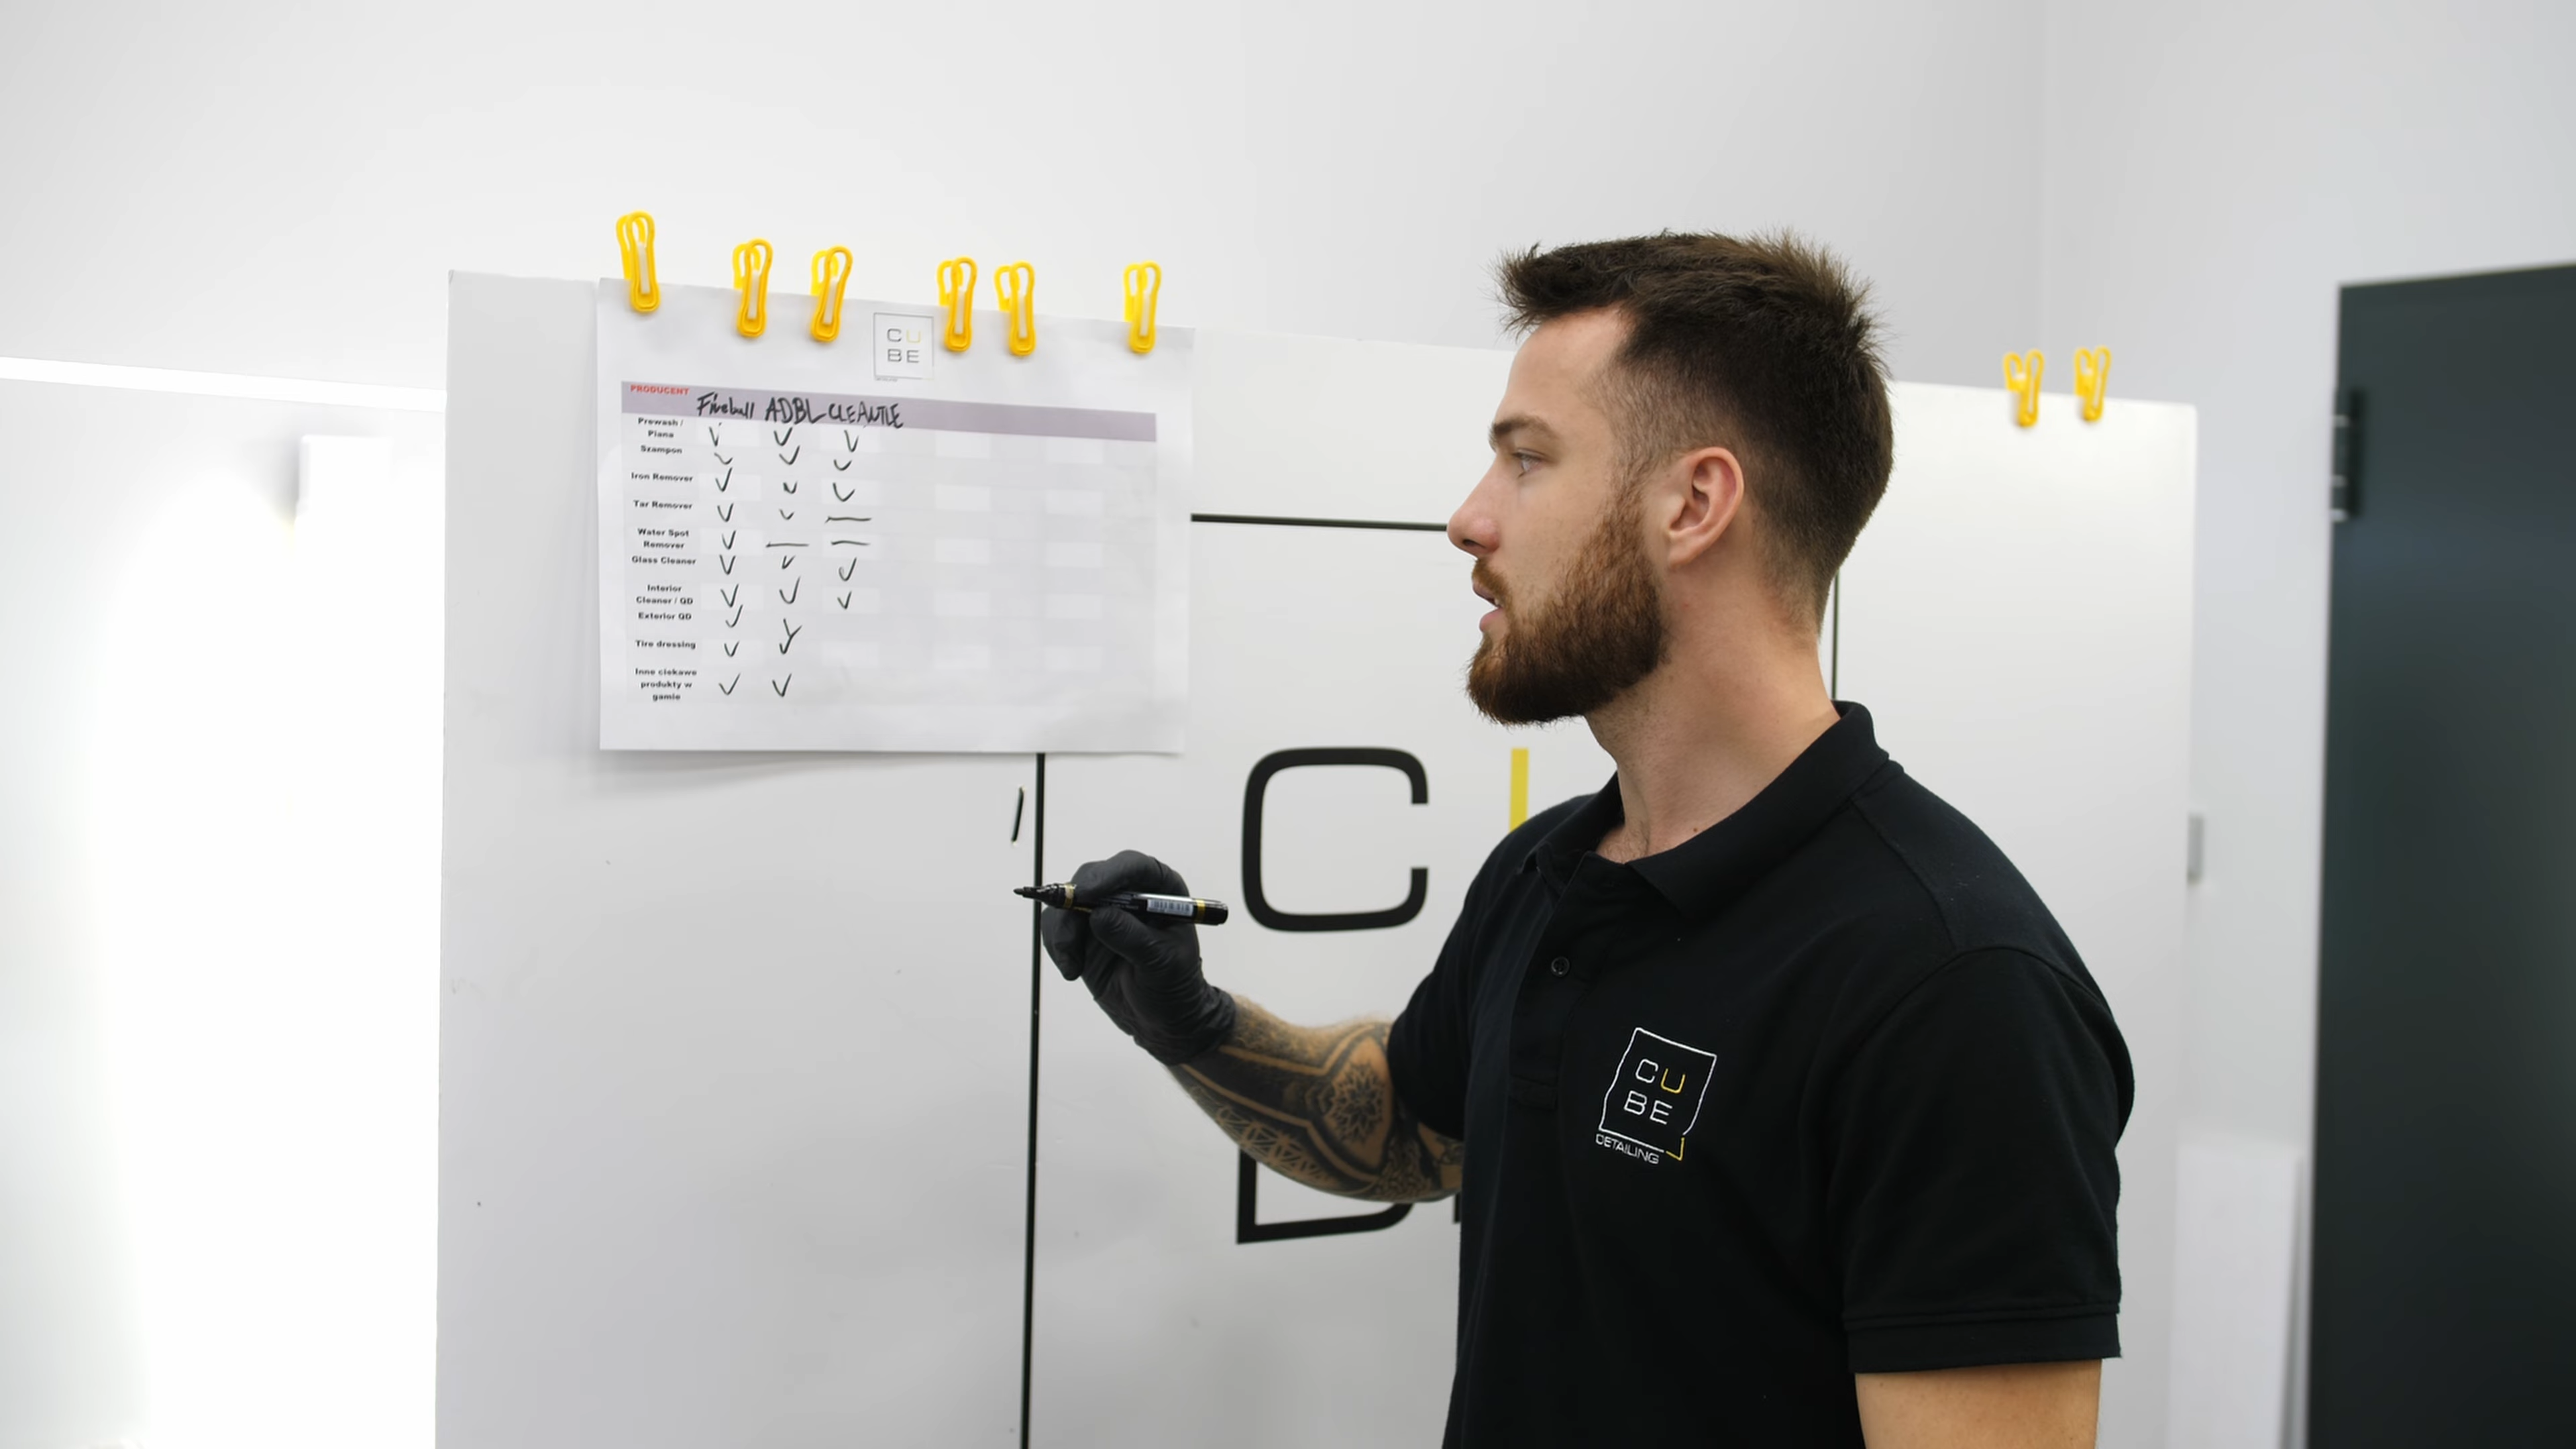 CU
BE
PRODUCENT Fireball ADBL CLEANTLE
Prewash /
Piana
Szampon
Iron Remover
Tar Remover
Water Spot
Remover
Glass Cleaner
Interior
Cleaner / QD
Exterior QD
Tire dressing
Inne ciekawe
produkty w
gamie
C
CU
BE
DETAILING